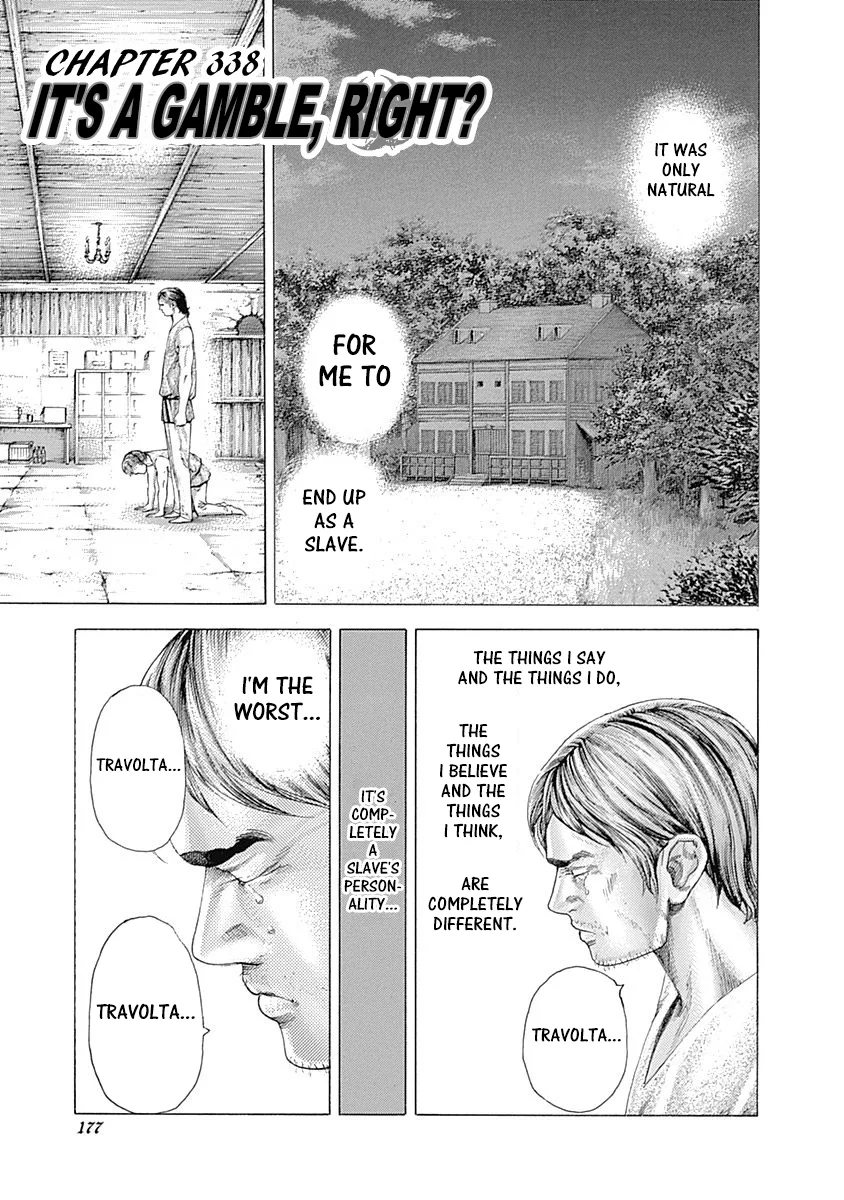 CHAPTER 338
IT'S A GAMBLE, RIGHT?
IT WAS
ONLY
NATURAL
FOR
ME TO
END UP
AS A
SLAVE.
THE THINGS I SAY
AND THE THINGS I DO,
THE
THINGS
I BELIEVE
AND THE
THINGS
I THINK,
ARE
COMPLETELY
DIFFERENT.
TRAVOLTA...
IT'S
COMP-
LETELY
A
SLAVE'S
PERSON-
ALITY...
I'M THE
WORST...
TRAVOLTA...
TRAVOLTA...
177